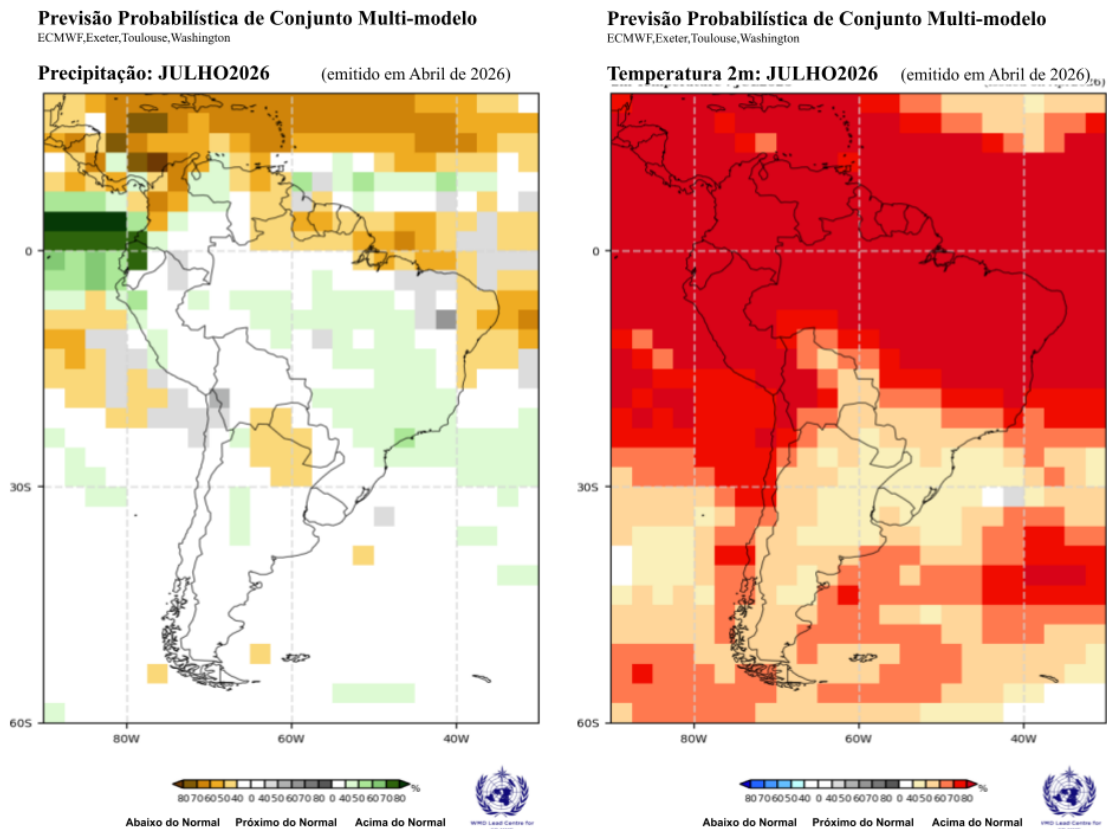 Previsão Probabilística de Conjunto Multi-modelo
ECMWF,Exeter,Toulouse,Washington
Precipitação: JULHO2026 (emitido em Abril de 2026)
0
30S
60S
80W 60W 40W
80 70 60 50 40 0 40 50 60 70 80 0 40 50 60 70 80 %
Abaixo do Normal Próximo do Normal Acima do Normal
WMO Lead Centre for
Previsão Probabilística de Conjunto Multi-modelo
ECMWF,Exeter,Toulouse,Washington
Temperatura 2m: JULHO2026 (emitido em Abril de 2026)
0
30S
60S
80W 60W 40W
80 70 60 50 40 0 40 50 60 70 80 0 40 50 60 70 80 %
Abaixo do Normal Próximo do Normal Acima do Normal
WMO Lead Centre for